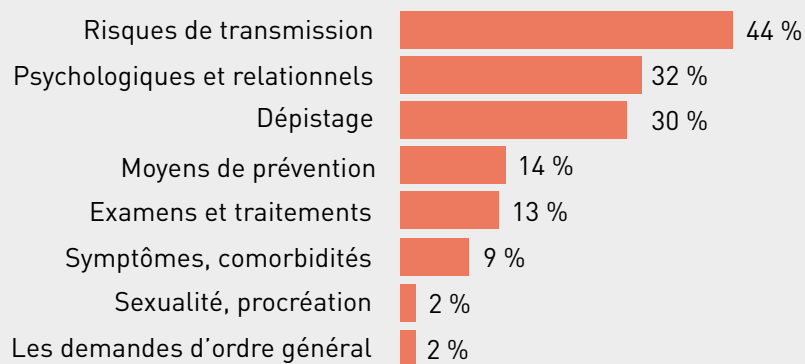 Risques de transmission 44 %
Psychologiques et relationnels 32 %
Dépistage 30 %
Moyens de prévention 14 %
Examens et traitements 13 %
Symptômes, comorbidités 9 %
Sexualité, procréation 2 %
Les demandes d’ordre général 2 %